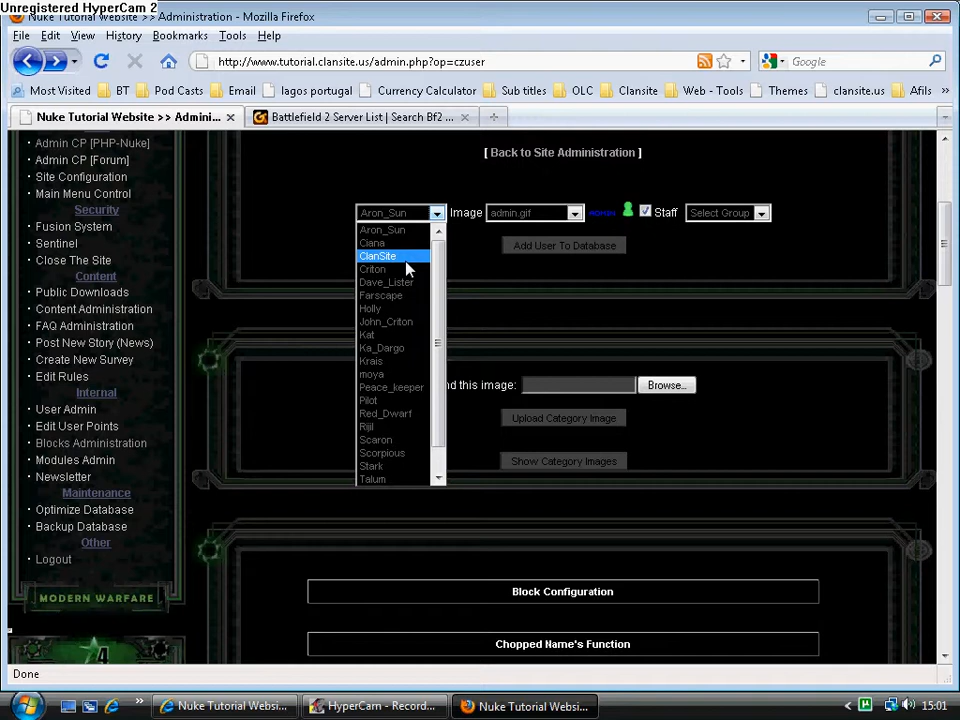 Unregistered HyperCam 2
Nuke Tutorial Website >> Administration - Mozilla Firefox
File Edit View History Bookmarks Tools Help
http://www.tutorial.clansite.us/admin.php?op=czuser
Google
Most Visited BT Pod Casts Email lagos portugal Currency Calculator Sub titles OLC Clansite Web - Tools Themes clansite.us Afils »
Nuke Tutorial Website >> Admini...
Battlefield 2 Server List | Search Bf2 ...
Admin CP [PHP-Nuke]
Admin CP [Forum]
Site Configuration
Main Menu Control
Security
Fusion System
Sentinel
Close The Site
Content
Public Downloads
Content Administration
FAQ Administration
Post New Story (News)
Create New Survey
Edit Rules
Internal
User Admin
Edit User Points
Blocks Administration
Modules Admin
Newsletter
Maintenance
Optimize Database
Backup Database
Other
Logout
MODERN WARFARE
4
[ Back to Site Administration ]
Aron_Sun Image admin.gif ADMIN Staff Select Group
Add User To Database
Aron_Sun
Ciana
ClanSite
Criton
Dave_Lister
Farscape
Holly
John_Criton
Kat
Ka_Dargo
Krais
moya
Peace_keeper
Pilot
Red_Dwarf
Rijil
Scaron
Scorpious
Stark
Talum
nd this image: Browse...
Upload Category Image
Show Category Images
Block Configuration
Chopped Name's Function
Done
» Nuke Tutorial Websi... HyperCam - Record... Nuke Tutorial Websi... 15:01